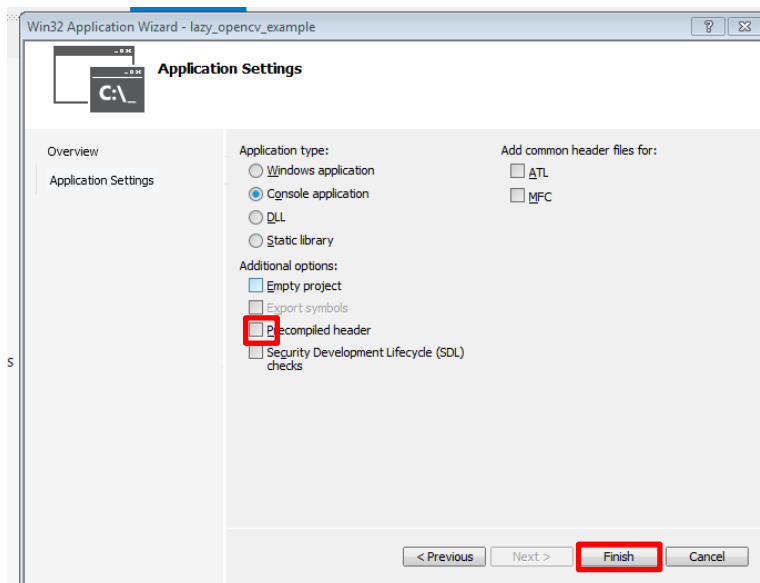 Win32 Application Wizard - lazy_opencv_example
C:\_
Application Settings
Overview
Application Settings
Application type:
Windows application
Console application
DLL
Static library
Additional options:
Empty project
Export symbols
Precompiled header
Security Development Lifecycle (SDL)
checks
Add common header files for:
ATL
MFC
s
< Previous
Next >
Finish
Cancel